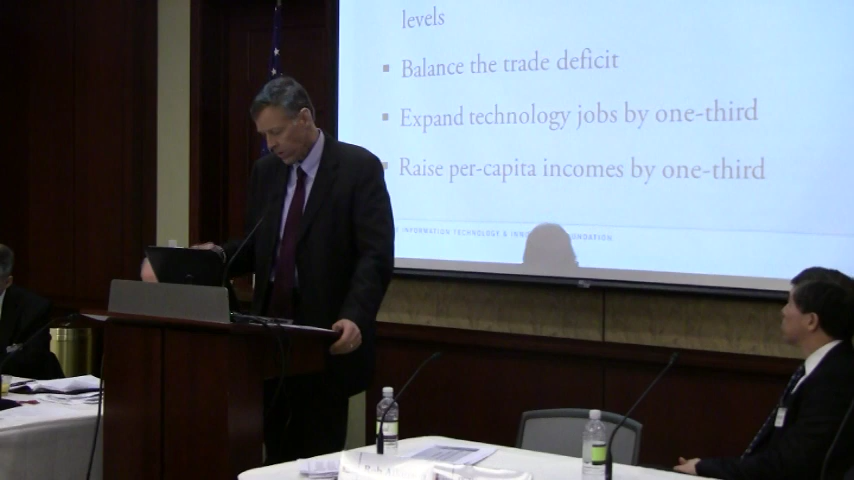 levels
Balance the trade deficit
Expand technology jobs by one-third
Raise per-capita incomes by one-third
INFORMATION TECHNOLOGY & FOUNDATION